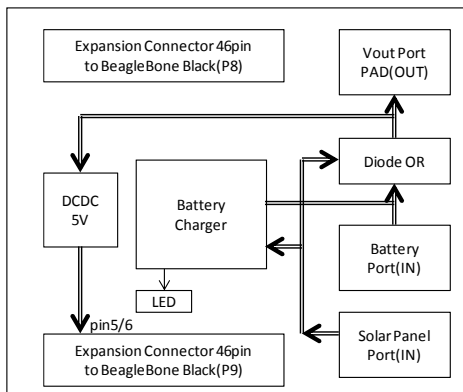 Expansion Connector 46pin
to BeagleBone Black(P8)
Vout Port
PAD(OUT)
DCDC
5V
Battery
Charger
Diode OR
Battery
Port(IN)
LED
pin5/6
Expansion Connector 46pin
to BeagleBone Black(P9)
Solar Panel
Port(IN)